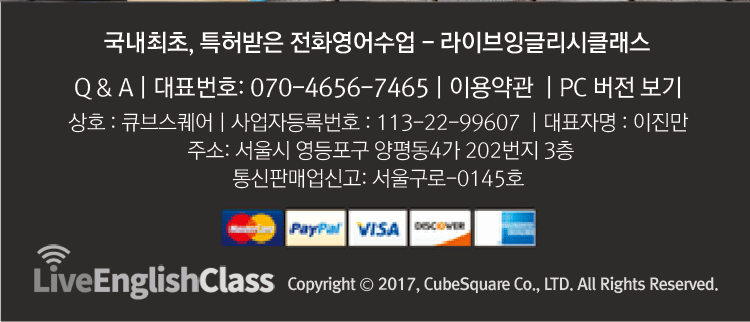 국내최초, 특허받은 전화영어수업 - 라이브잉글리시클래스
Q & A | 대표번호: 070-4656-7465 | 이용약관 | PC 버전 보기
상호 : 큐브스퀘어 | 사업자등록번호 : 113-22-99607 | 대표자명 : 이진만
주소: 서울시 영등포구 양평동4가 202번지 3층
통신판매업신고: 서울구로-0145호
MasterCard PayPal VISA DISCOVER
LiveEnglishClass Copyright © 2017, CubeSquare Co., LTD. All Rights Reserved.